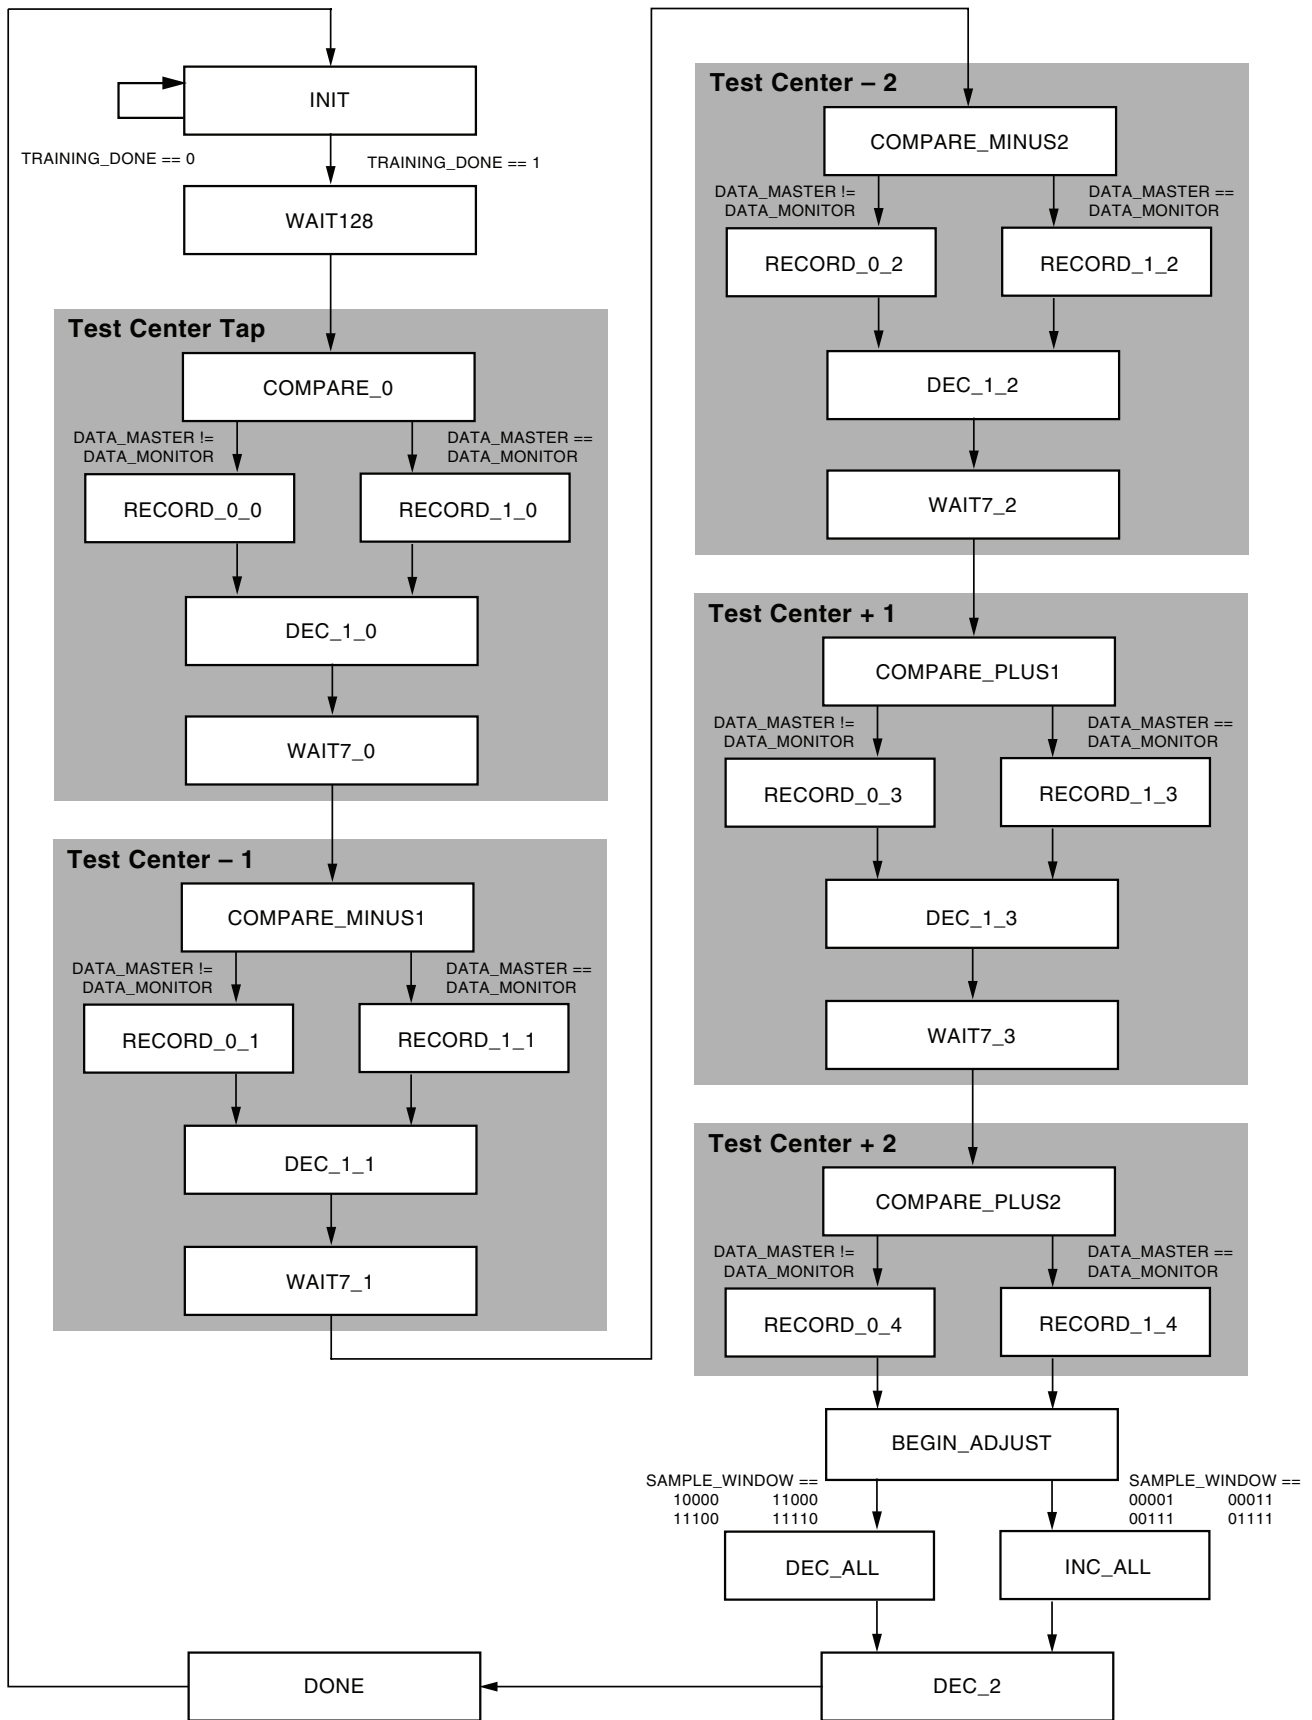 INIT
TRAINING_DONE == 0
TRAINING_DONE == 1
WAIT128
Test Center Tap
COMPARE_0
DATA_MASTER !=
DATA_MONITOR
DATA_MASTER ==
DATA_MONITOR
RECORD_0_0
RECORD_1_0
DEC_1_0
WAIT7_0
Test Center – 1
COMPARE_MINUS1
DATA_MASTER !=
DATA_MONITOR
DATA_MASTER ==
DATA_MONITOR
RECORD_0_1
RECORD_1_1
DEC_1_1
WAIT7_1
Test Center – 2
COMPARE_MINUS2
DATA_MASTER !=
DATA_MONITOR
DATA_MASTER ==
DATA_MONITOR
RECORD_0_2
RECORD_1_2
DEC_1_2
WAIT7_2
Test Center + 1
COMPARE_PLUS1
DATA_MASTER !=
DATA_MONITOR
DATA_MASTER ==
DATA_MONITOR
RECORD_0_3
RECORD_1_3
DEC_1_3
WAIT7_3
Test Center + 2
COMPARE_PLUS2
DATA_MASTER !=
DATA_MONITOR
DATA_MASTER ==
DATA_MONITOR
RECORD_0_4
RECORD_1_4
BEGIN_ADJUST
SAMPLE_WINDOW ==
10000 11000
11100 11110
SAMPLE_WINDOW ==
00001 00011
00111 01111
DEC_ALL
INC_ALL
DEC_2
DONE